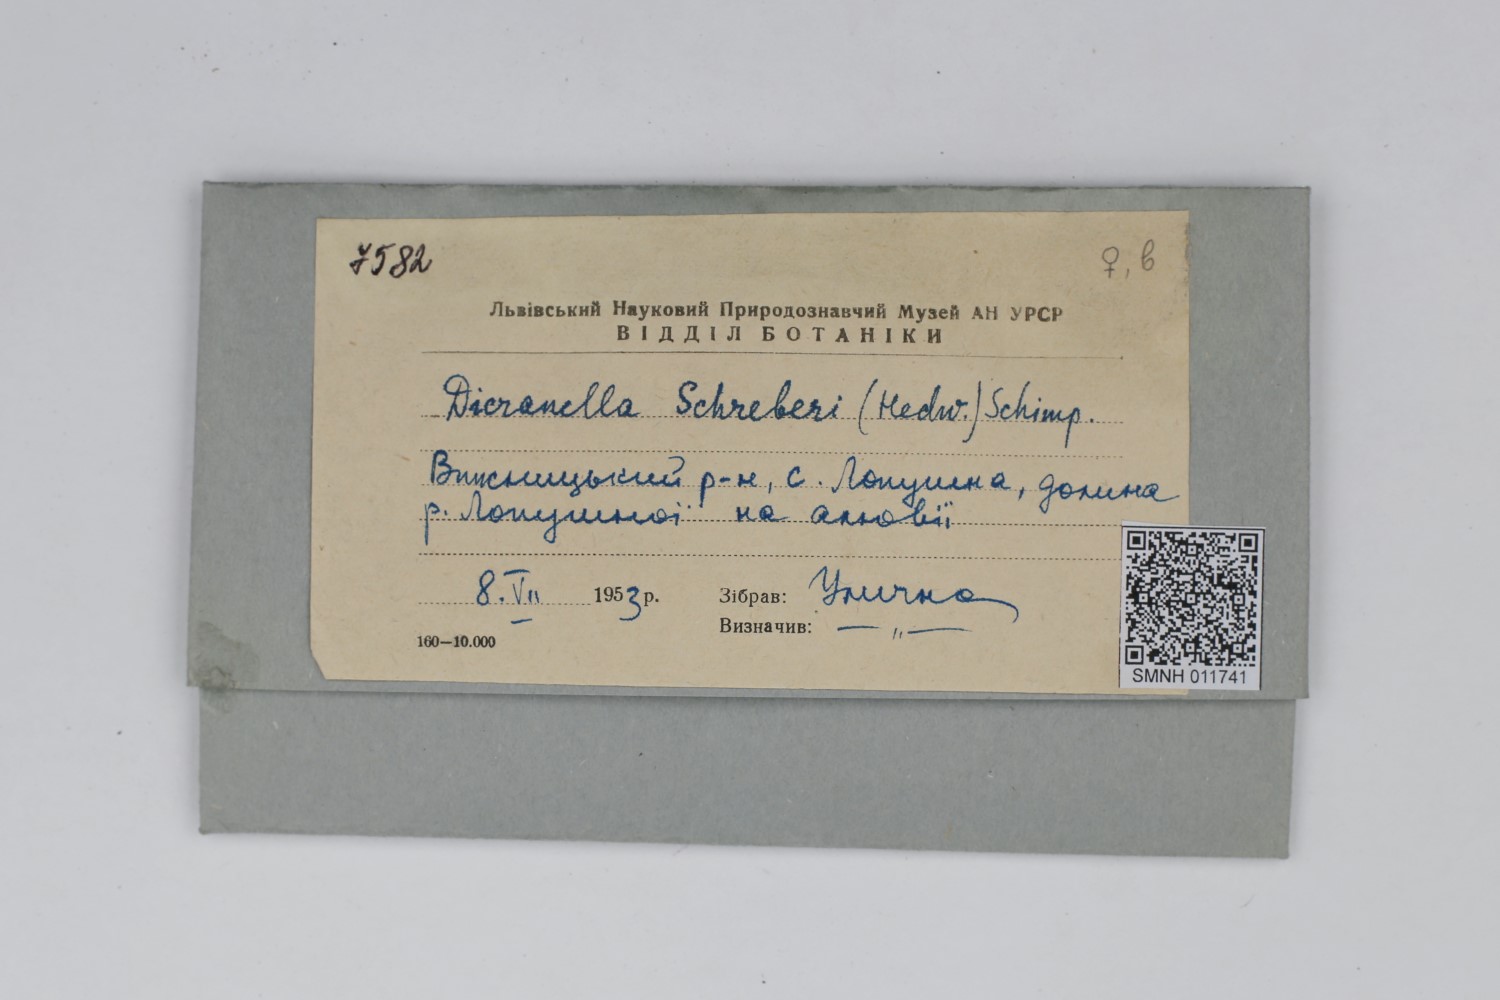 7582
♀, б
Львівський Науковий Природознавчий Музей АН УРСР
ВІДДІЛ БОТАНІКИ
Dicranella Schreberi (Hedw.) Schimp.
Вижницький р-н, с. Лопушна, долина
р. Лопушної на алювії
8.VII 1953 р.
Зібрав: Улична
Визначив: — „ —
160—10.000
SMNH 011741